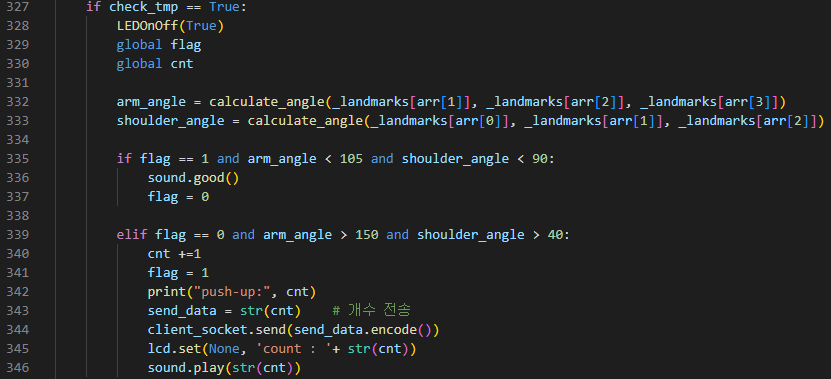 327 if check_tmp == True:
328 LEDOnOff(True)
329 global flag
330 global cnt
331
332 arm_angle = calculate_angle(_landmarks[arr[1]], _landmarks[arr[2]], _landmarks[arr[3]])
333 shoulder_angle = calculate_angle(_landmarks[arr[0]], _landmarks[arr[1]], _landmarks[arr[2]])
334
335 if flag == 1 and arm_angle < 105 and shoulder_angle < 90:
336 sound.good()
337 flag = 0
338
339 elif flag == 0 and arm_angle > 150 and shoulder_angle > 40:
340 cnt +=1
341 flag = 1
342 print("push-up:", cnt)
343 send_data = str(cnt) # 개수 전송
344 client_socket.send(send_data.encode())
345 lcd.set(None, 'count : '+ str(cnt))
346 sound.play(str(cnt))